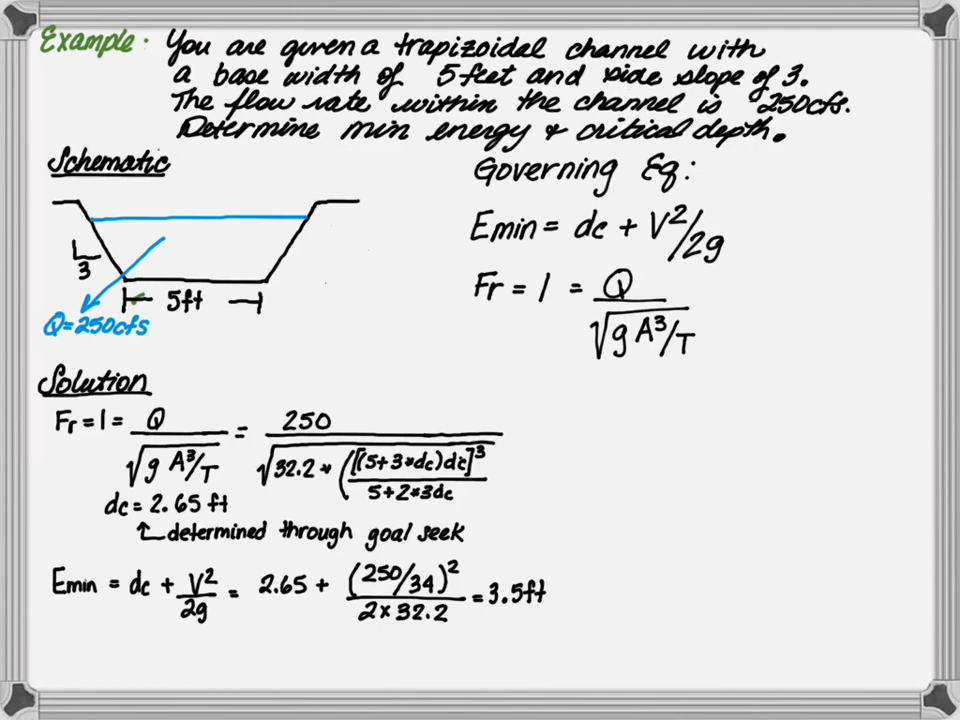 Example: You are given a trapizoidal channel with
a base width of 5 feet and side slope of 3.
The flow rate within the channel is 250cfs.
Determine min energy & critical depth.
Schematic
3
5ft
Q=250cfs
Governing Eq:
Emin = dc + V²/2g
Fr = 1 = Q / √g A³/T
Solution
Fr = 1 = Q / √g A³/T = 250 / √32.2 * ([(5+3*dc)dc]³ / 5+2*3dc
dc = 2.65 ft
determined through goal seek
Emin = dc + V²/2g = 2.65 + (250/34)² / 2 x 32.2 = 3.5ft